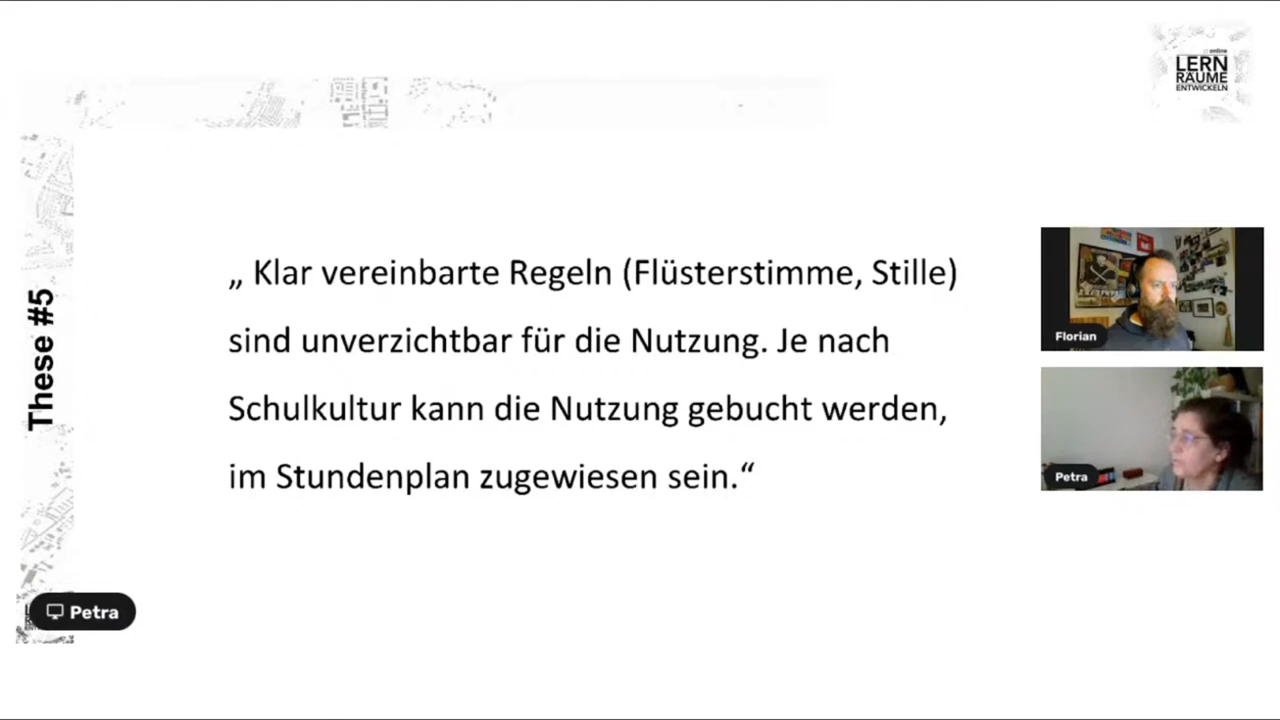 online
LERN
RÄUME
ENTWICKELN
These #5
„ Klar vereinbarte Regeln (Flüsterstimme, Stille)
sind unverzichtbar für die Nutzung. Je nach
Schulkultur kann die Nutzung gebucht werden,
im Stundenplan zugewiesen sein.“
Florian
Petra
Petra